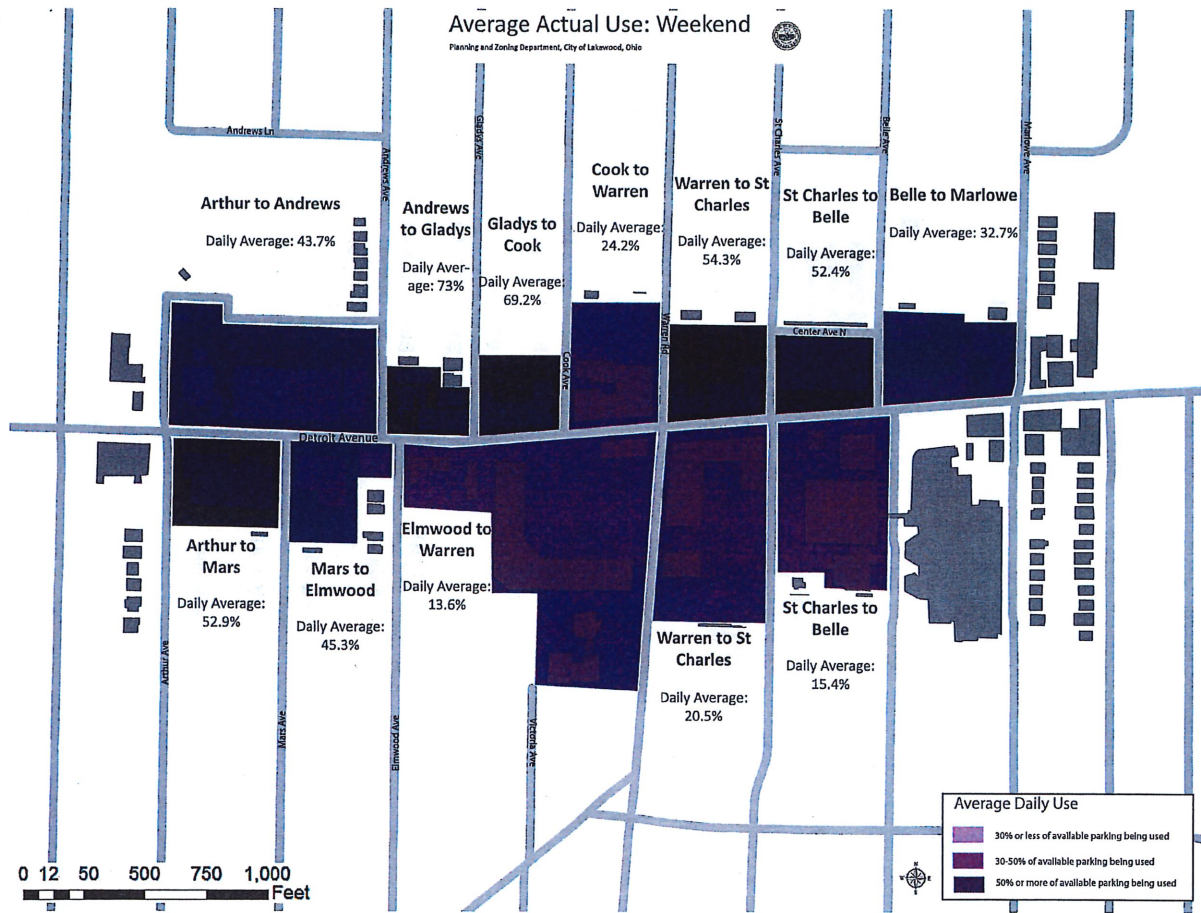 Average Actual Use: Weekend
Planning and Zoning Department, City of Lakewood, Ohio
Andrews Ln
Andrews Ave
Gladys Ave
St Charles Ave
Belle Ave
Marlowe Ave
Arthur to Andrews
Daily Average: 43.7%
Andrews
to Gladys
Daily Aver-
age: 73%
Gladys to
Cook
Daily Average:
69.2%
Cook to
Warren
Daily Average:
24.2%
Warren to St
Charles
Daily Average:
54.3%
St Charles to
Belle
Daily Average:
52.4%
Belle to Marlowe
Daily Average: 32.7%
Center Ave N
Warren Rd
Cook Ave
Detroit Avenue
Arthur to
Mars
Daily Average:
52.9%
Mars to
Elmwood
Daily Average:
45.3%
Elmwood to
Warren
Daily Average:
13.6%
Warren to St
Charles
Daily Average:
20.5%
St Charles to
Belle
Daily Average:
15.4%
Arthur Ave
Mars Ave
Elmwood Ave
Victoria Ave
0 12 50 500 750 1,000
Feet
N
W E
S
Average Daily Use
30% or less of available parking being used
30-50% of available parking being used
50% or more of available parking being used